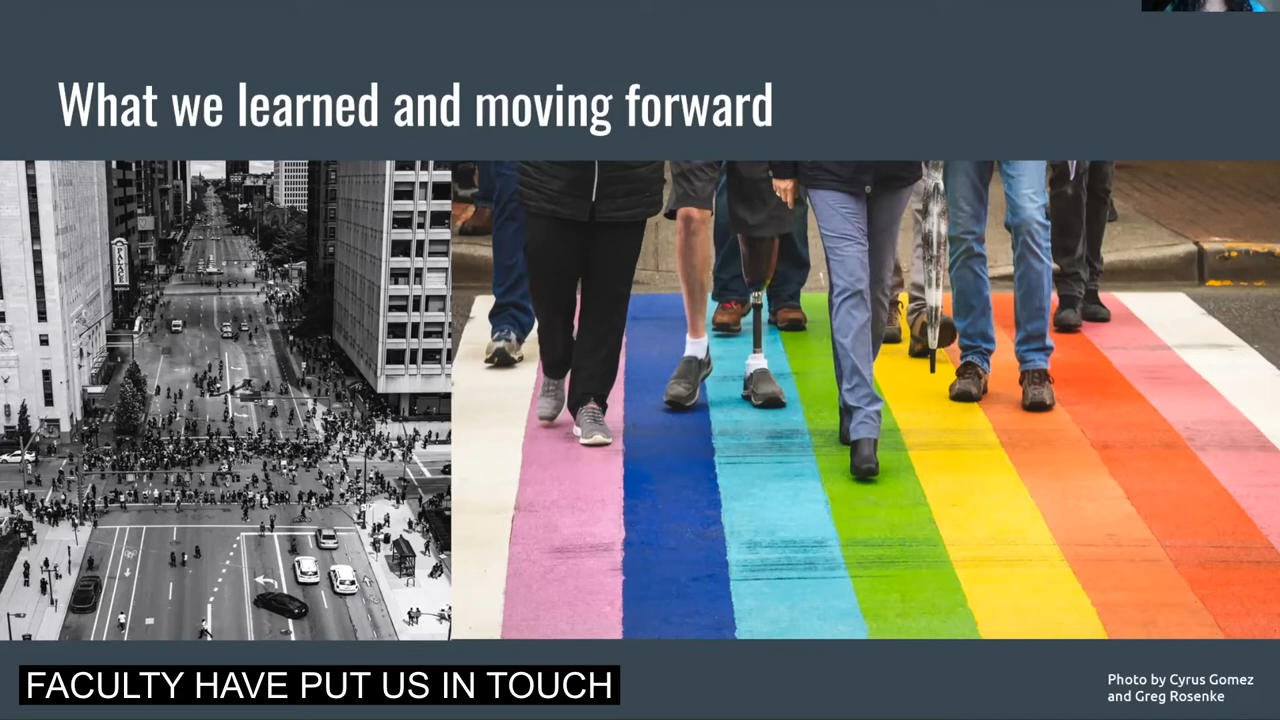 What we learned and moving forward
PALACE
FACULTY HAVE PUT US IN TOUCH
Photo by Cyrus Gomez
and Greg Rosenke